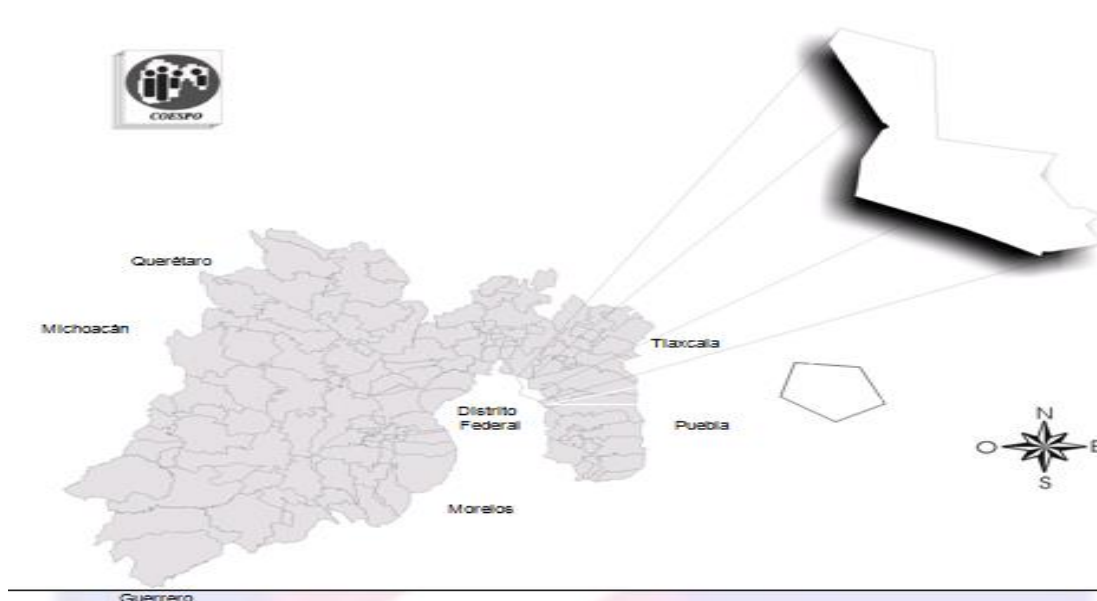 COESPO
Querétaro
Michoacán
Tlaxcala
Distrito
Federal
Puebla
Morelos
Guerrero
N
O
E
S